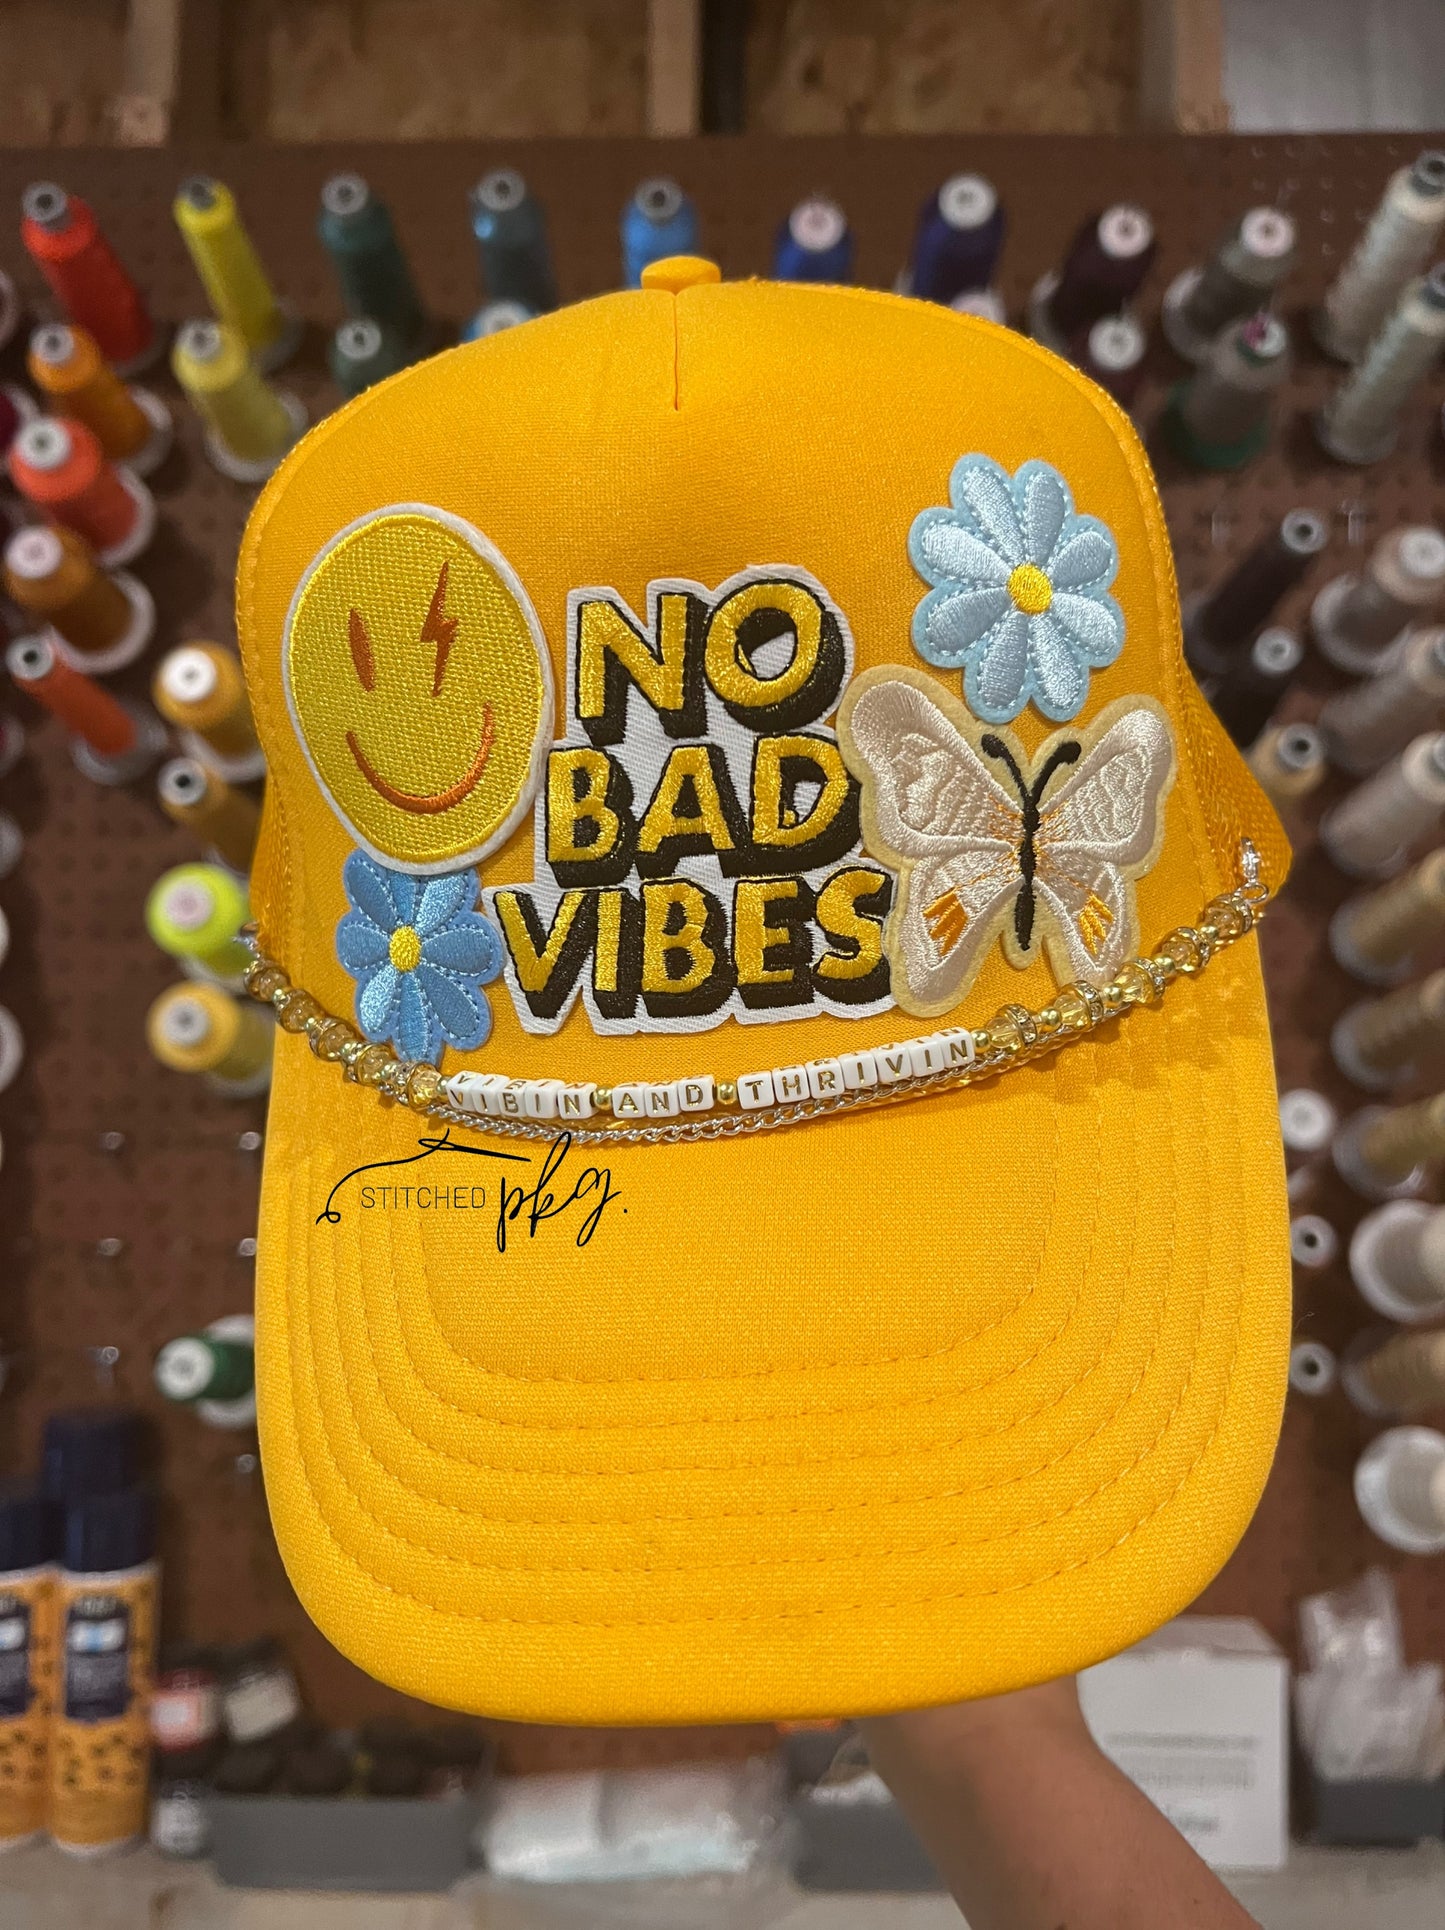 NO
BAD
VIBES
VIBIN AND THRIVIN
STITCHED pkg.